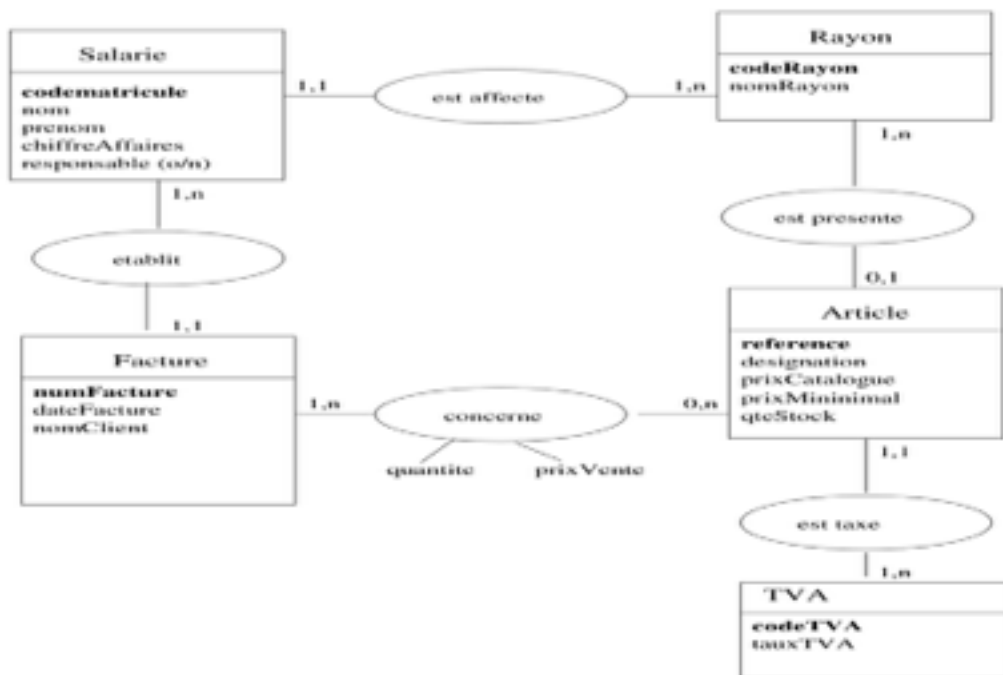 Salarie
codematricule
nom
prenom
chiffreAffaires
responsable (o/n)
1,1
est affecte
1,n
Rayon
codeRayon
nomRayon
1,n
est presente
0,1
1,n
etablit
1,1
Facture
numFacture
dateFacture
nomClient
1,n
concerne
0,n
quantite
prixVente
Article
reference
designation
prixCatalogue
prixMininimal
qteStock
1,1
est taxe
1,n
TVA
codeTVA
tauxTVA